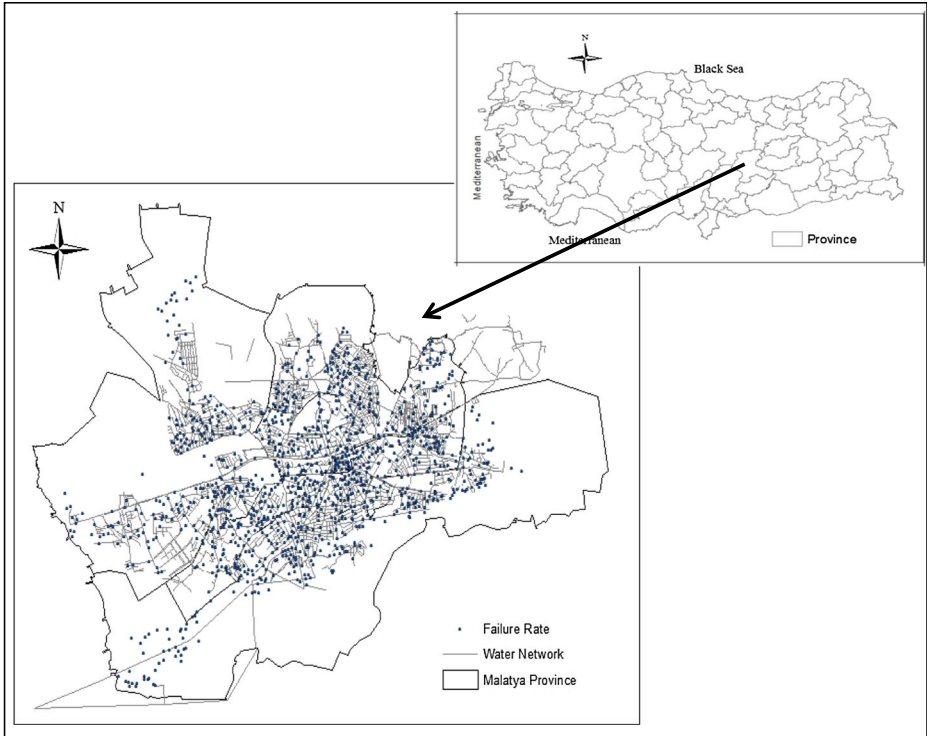 N
Black Sea
Mediterranean
Mediterranean
Province
N
Failure Rate
Water Network
Malatya Province